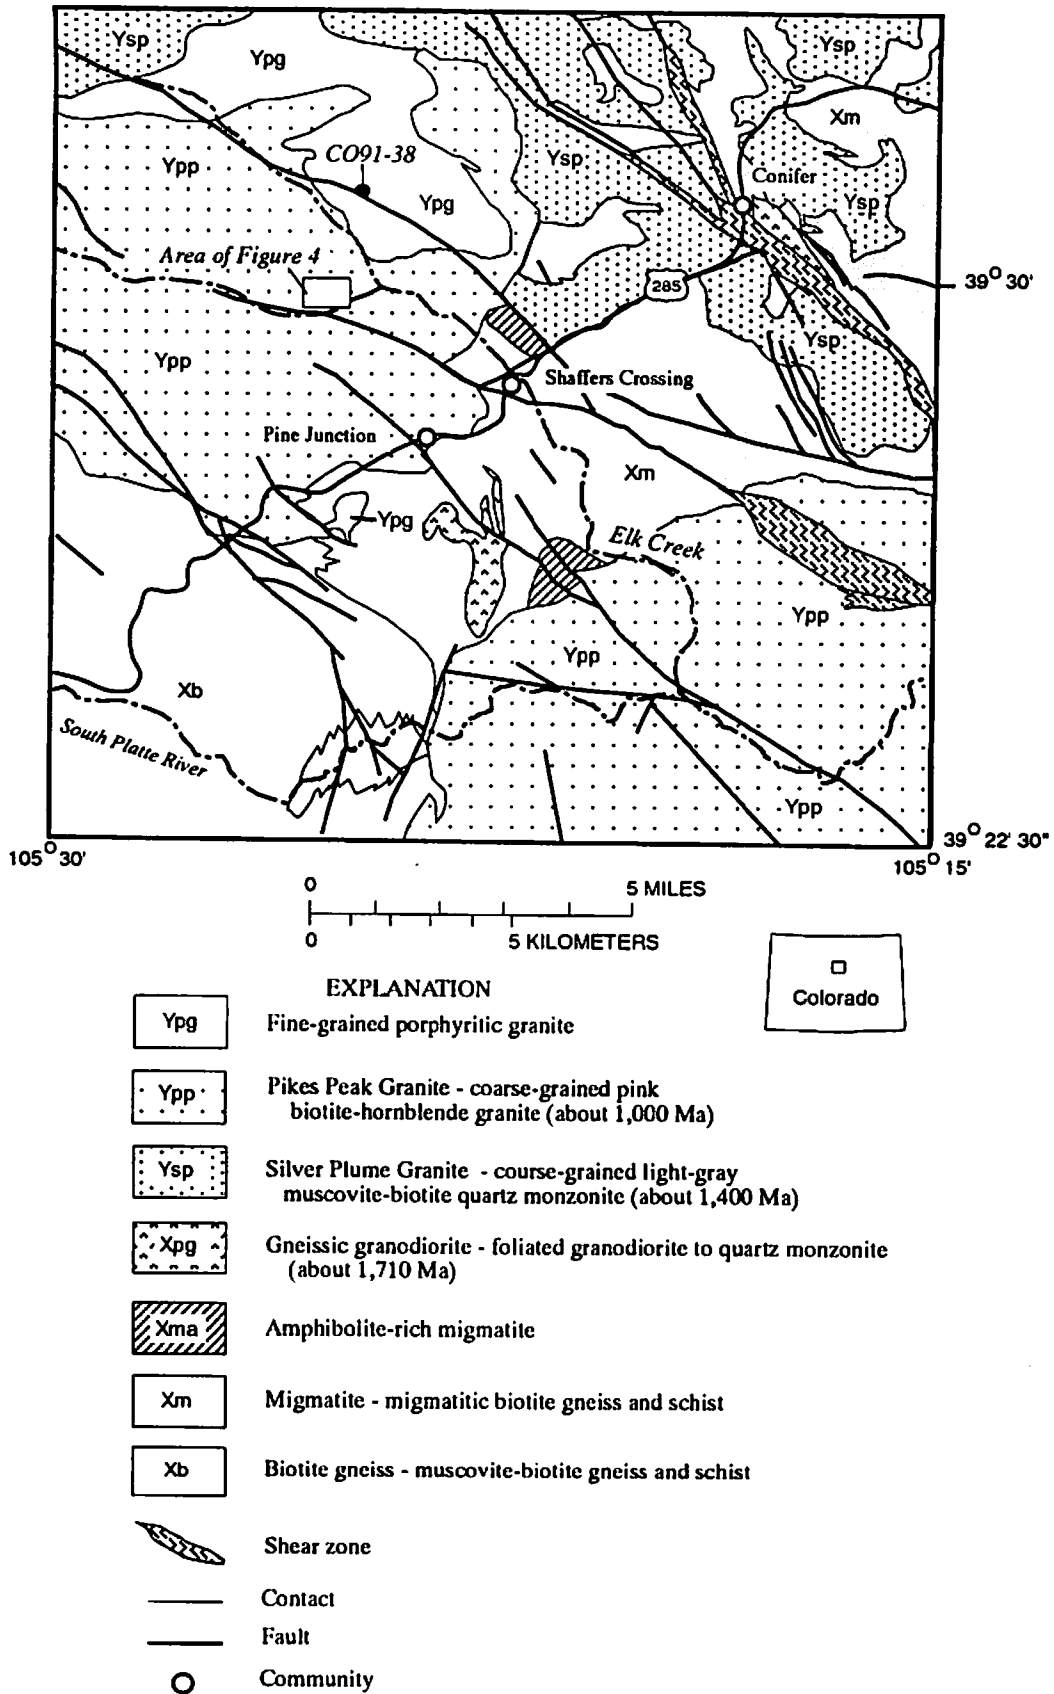 Ysp
Ypg
Ysp
Xm
CO91-38
Ypp
Ysp
Conifer
Ypg
Ysp
Area of Figure 4
285
39° 30'
Ysp
Ypp
Shaffers Crossing
Pine Junction
Xm
Ypg
Elk Creek
Ypp
Ypp
Xb
South Platte River
Ypp
39° 22' 30"
105° 30'
105° 15'
0
5 MILES
0
5 KILOMETERS
Colorado
EXPLANATION
Ypg
Fine-grained porphyritic granite
Ypp
Pikes Peak Granite - coarse-grained pink
biotite-hornblende granite (about 1,000 Ma)
Ysp
Silver Plume Granite - course-grained light-gray
muscovite-biotite quartz monzonite (about 1,400 Ma)
Xpg
Gneissic granodiorite - foliated granodiorite to quartz monzonite
(about 1,710 Ma)
Xma
Amphibolite-rich migmatite
Xm
Migmatite - migmatitic biotite gneiss and schist
Xb
Biotite gneiss - muscovite-biotite gneiss and schist
Shear zone
Contact
Fault
Community